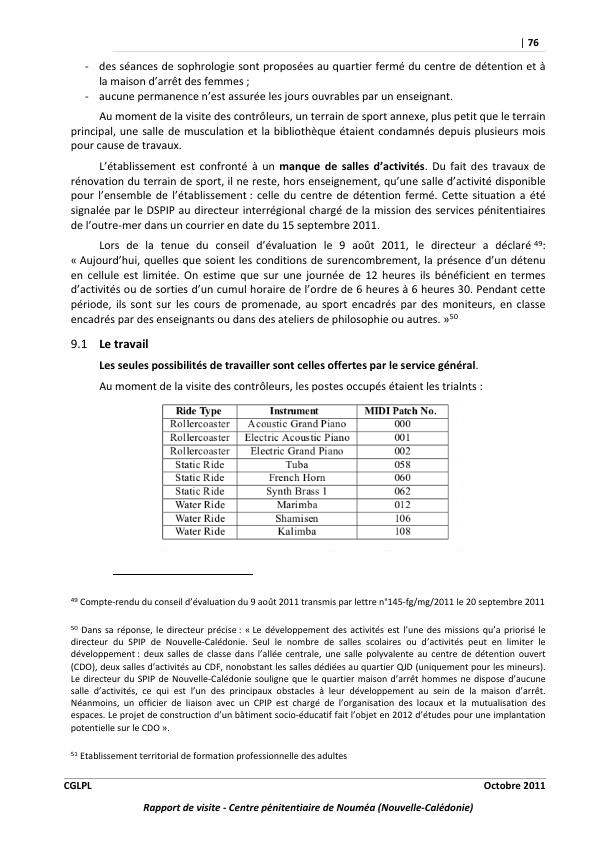 | 76
- des séances de sophrologie sont proposées au quartier fermé du centre de détention et à
la maison d'arrêt des femmes ;
- aucune permanence n'est assurée les jours ouvrables par un enseignant.
Au moment de la visite des contrôleurs, un terrain de sport annexe, plus petit que le terrain
principal, une salle de musculation et la bibliothèque étaient condamnés depuis plusieurs mois
pour cause de travaux.
L'établissement est confronté à un manque de salles d'activités. Du fait des travaux de
rénovation du terrain de sport, il ne reste, hors enseignement, qu'une salle d'activité disponible
pour l'ensemble de l'établissement : celle du centre de détention fermé. Cette situation a été
signalée par le DSPIP au directeur interrégional chargé de la mission des services pénitentiaires
de l'outre-mer dans un courrier en date du 15 septembre 2011.
Lors de la tenue du conseil d'évaluation le 9 août 2011, le directeur a déclaré 49:
« Aujourd'hui, quelles que soient les conditions de surencombrement, la présence d'un détenu
en cellule est limitée. On estime que sur une journée de 12 heures ils bénéficient en termes
d'activités ou de sorties d'un cumul horaire de l'ordre de 6 heures à 6 heures 30. Pendant cette
période, ils sont sur les cours de promenade, au sport encadrés par des moniteurs, en classe
encadrés par des enseignants ou dans des ateliers de philosophie ou autres. »50
9.1 Le travail
Les seules possibilités de travailler sont celles offertes par le service général.
Au moment de la visite des contrôleurs, les postes occupés étaient les trialnts :
Ride Type Instrument MIDI Patch No.
Rollercoaster Acoustic Grand Piano 000
Rollercoaster Electric Acoustic Piano 001
Rollercoaster Electric Grand Piano 002
Static Ride Tuba 058
Static Ride French Horn 060
Static Ride Synth Brass 1 062
Water Ride Marimba 012
Water Ride Shamisen 106
Water Ride Kalimba 108
49 Compte-rendu du conseil d'évaluation du 9 août 2011 transmis par lettre n°145-fg/mg/2011 le 20 septembre 2011
50 Dans sa réponse, le directeur précise : « Le développement des activités est l'une des missions qu'a priorisé le
directeur du SPIP de Nouvelle-Calédonie. Seul le nombre de salles scolaires ou d'activités peut en limiter le
développement : deux salles de classe dans l'allée centrale, une salle polyvalente au centre de détention ouvert
(CDO), deux salles d'activités au CDF, nonobstant les salles dédiées au quartier QJD (uniquement pour les mineurs).
Le directeur du SPIP de Nouvelle-Calédonie souligne que le quartier maison d'arrêt hommes ne dispose d'aucune
salle d'activités, ce qui est l'un des principaux obstacles à leur développement au sein de la maison d'arrêt.
Néanmoins, un officier de liaison avec un CPIP est chargé de l'organisation des locaux et la mutualisation des
espaces. Le projet de construction d'un bâtiment socio-éducatif fait l'objet en 2012 d'études pour une implantation
potentielle sur le CDO ».
51 Etablissement territorial de formation professionnelle des adultes
CGLPL Octobre 2011
Rapport de visite - Centre pénitentiaire de Nouméa (Nouvelle-Calédonie)